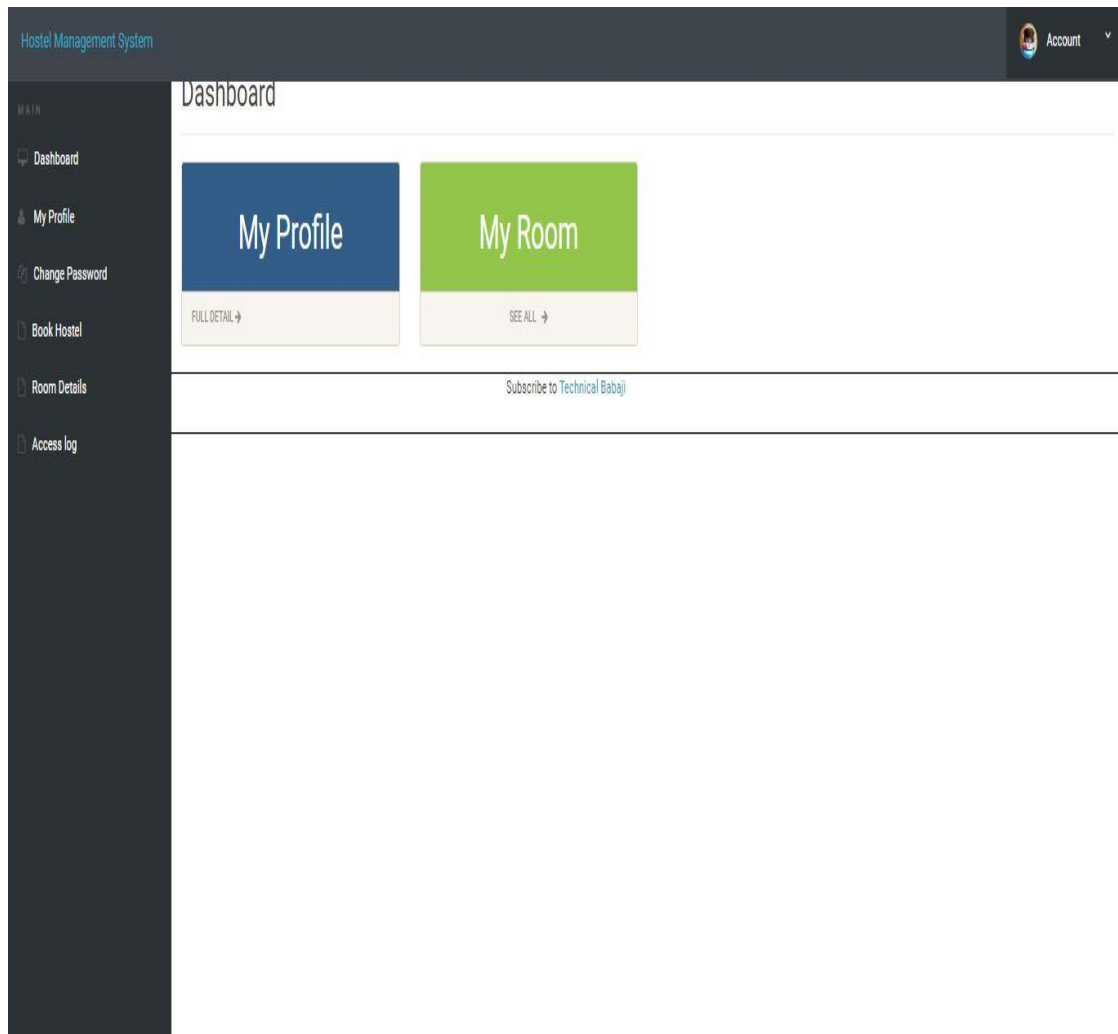 Hostel Management System
Account
MAIN
Dashboard
My Profile
Change Password
Book Hostel
Room Details
Access log
Dashboard
My Profile
FULL DETAIL
My Room
SEE ALL
Subscribe to Technical Babaji